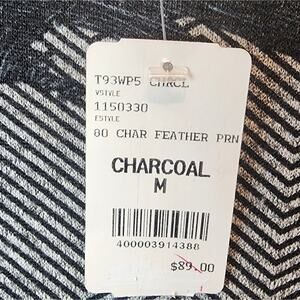 T93WP5 CHRCL
VSTYLE
1150330
ESTYLE
80 CHAR FEATHER PRN
CHARCOAL
M
400003914388
$89.00